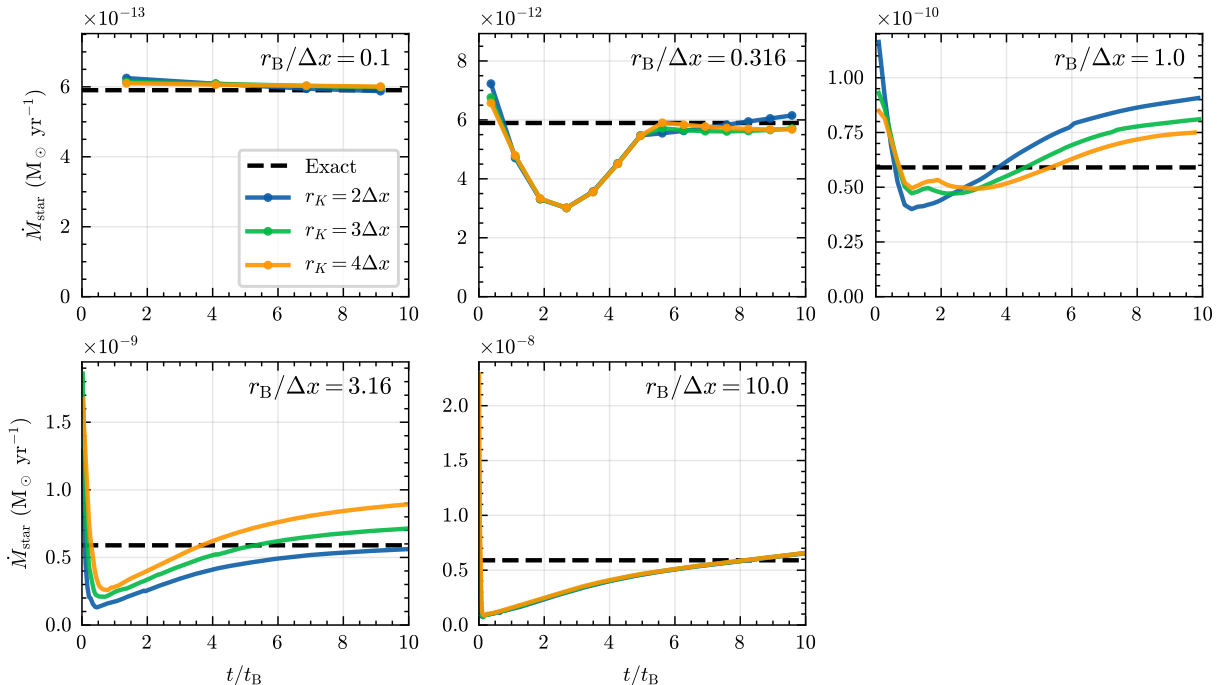 ×10⁻¹³
r_B/Δx = 0.1
Ṁ_star (M_⊙ yr⁻¹)
8
6
3
0
Exact
r_K = 2Δx
r_K = 3Δx
r_K = 4Δx
0 2 4 6 8 10
×10⁻¹²
r_B/Δx = 0.316
8
6
4
2
0
0 2 4 6 8 10
×10⁻¹⁰
r_B/Δx = 1.0
1.00
0.75
0.50
0.25
0.00
0 2 4 6 8 10
×10⁻⁹
r_B/Δx = 3.16
Ṁ_star (M_⊙ yr⁻¹)
1.5
1.0
0.5
0.0
0 2 4 6 8 10
t/t_B
×10⁻⁸
r_B/Δx = 10.0
2.0
1.5
1.0
0.5
0.0
0 2 4 6 8 10
t/t_B